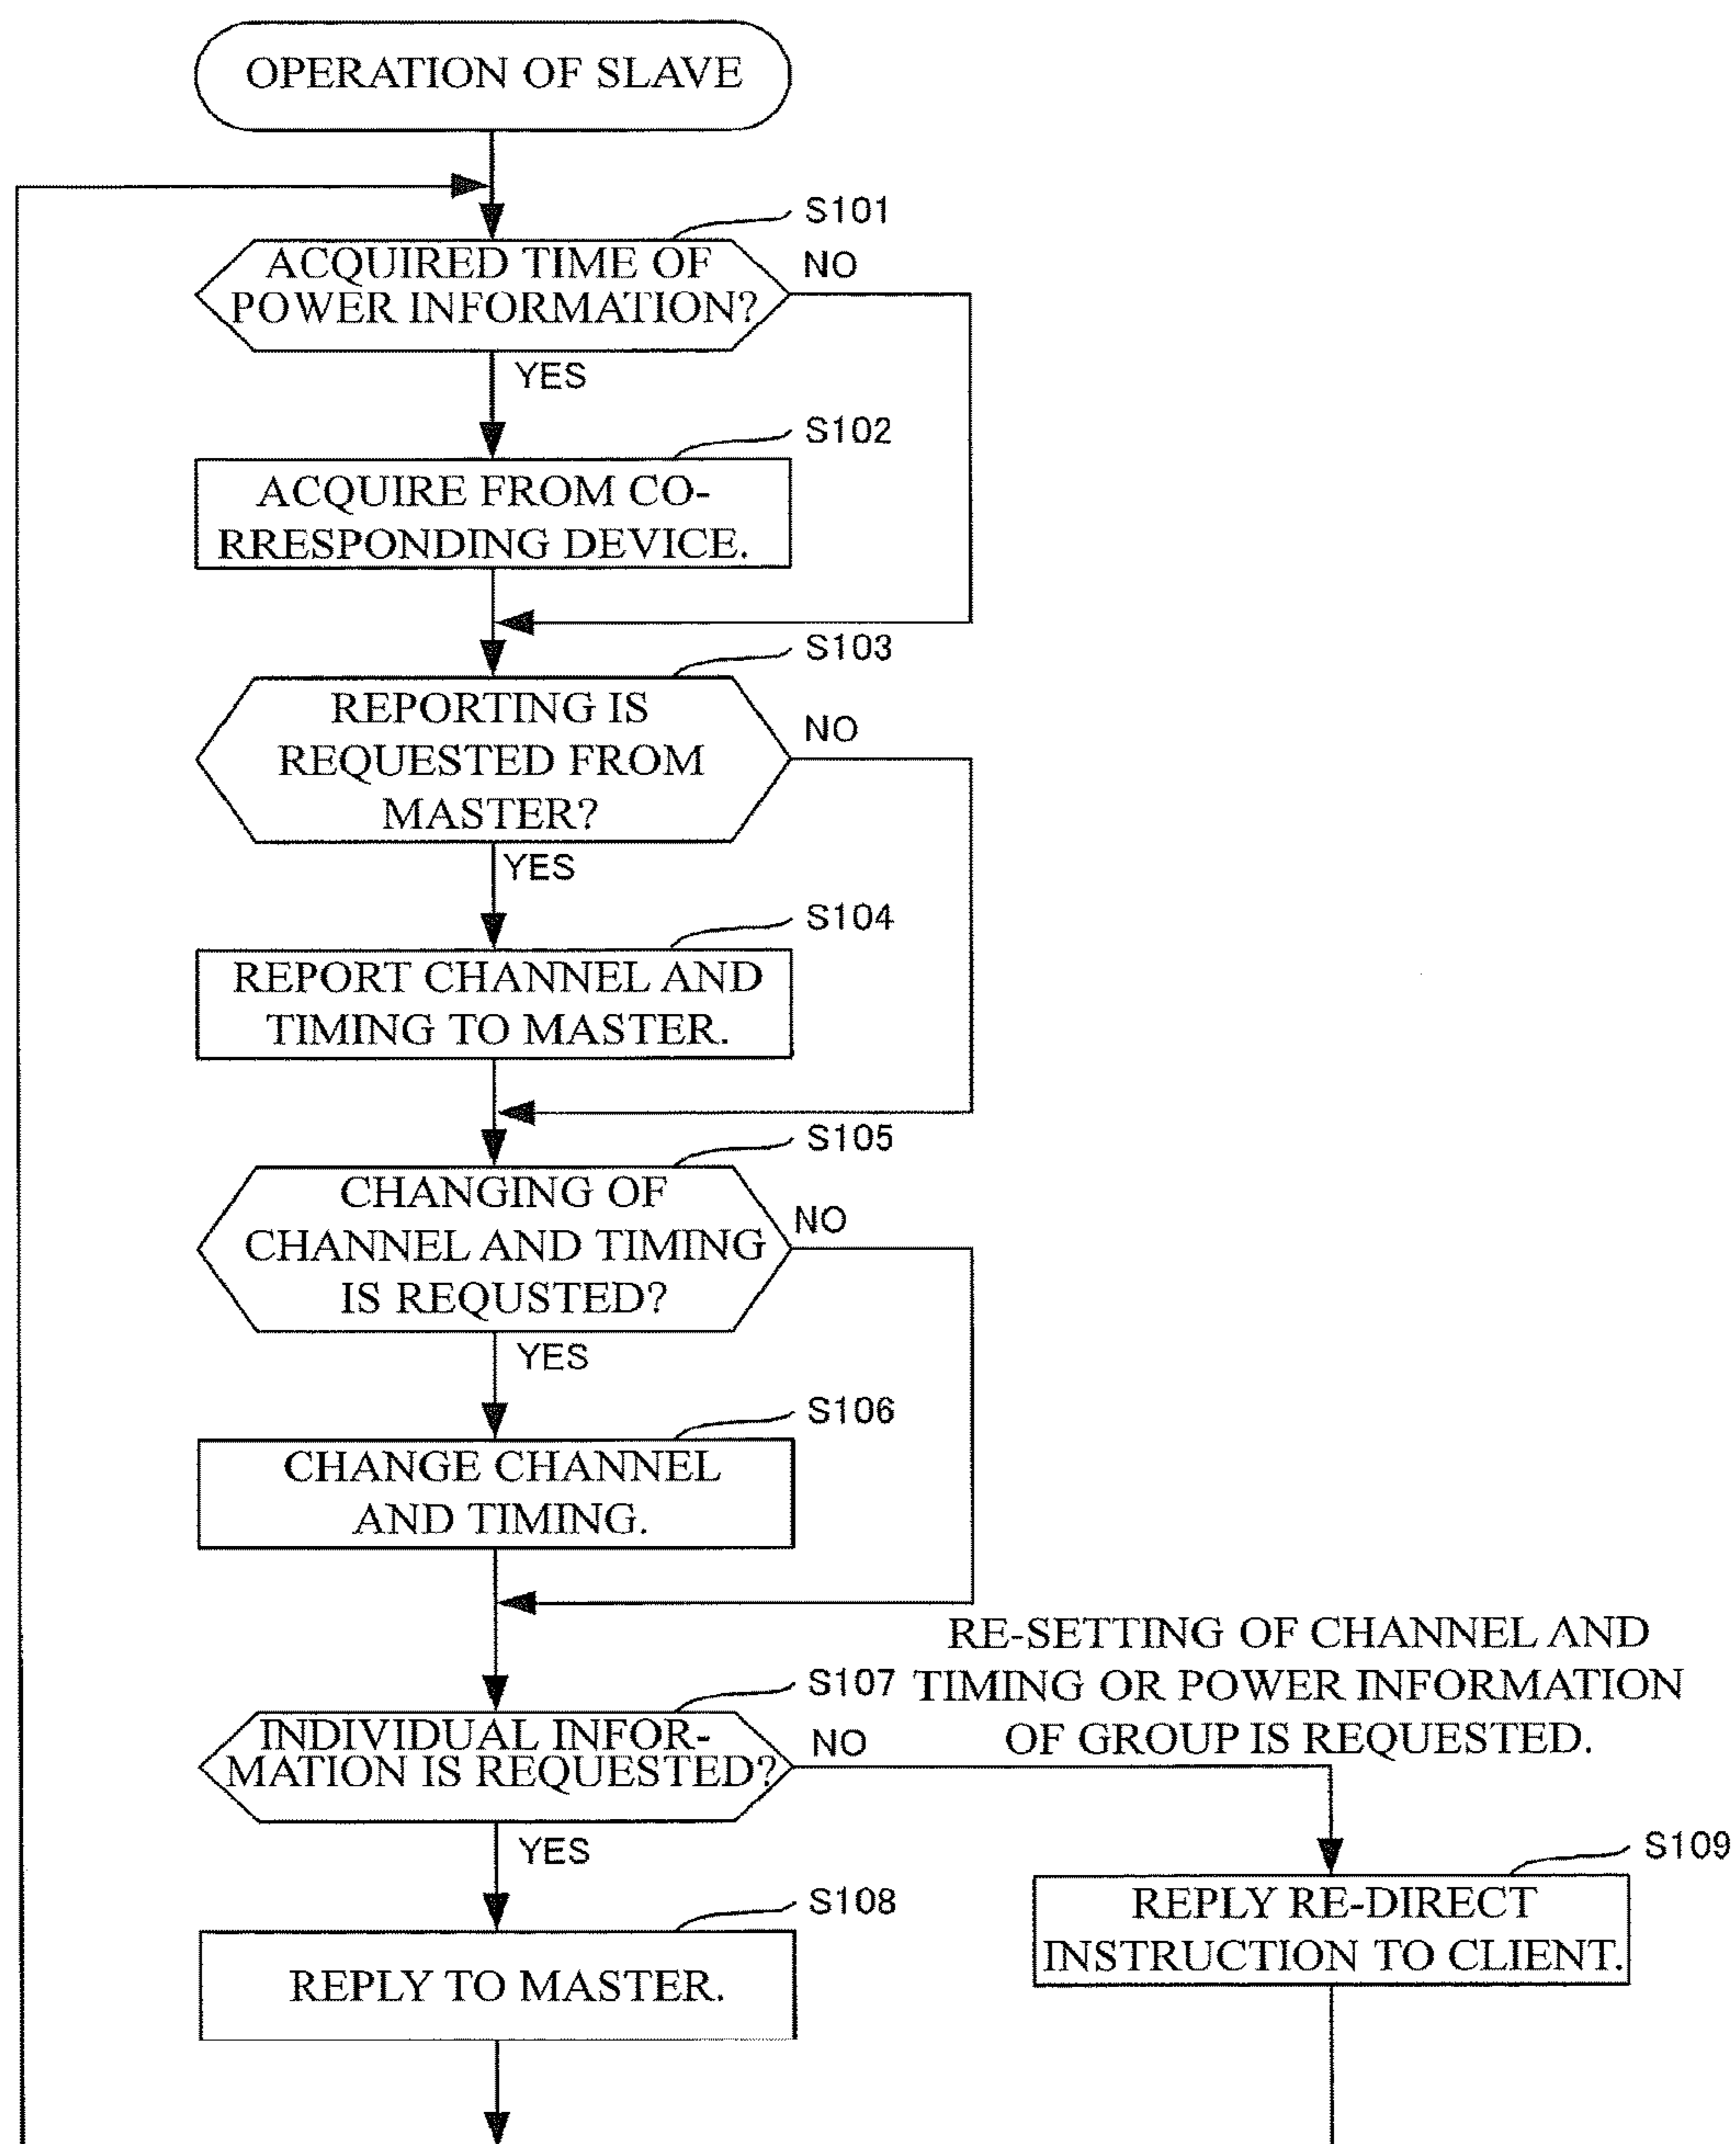 OPERATION OF SLAVE
S101
ACQUIRED TIME OF
POWER INFORMATION?
NO
YES
S102
ACQUIRE FROM CO-
RRESPONDING DEVICE.
S103
REPORTING IS
REQUESTED FROM
MASTER?
NO
YES
S104
REPORT CHANNEL AND
TIMING TO MASTER.
S105
CHANGING OF
CHANNEL AND TIMING
IS REQUSTED?
NO
YES
S106
CHANGE CHANNEL
AND TIMING.
S107
INDIVIDUAL INFOR-
MATION IS REQUESTED?
NO
RE-SETTING OF CHANNEL AND
TIMING OR POWER INFORMATION
OF GROUP IS REQUESTED.
YES
S108
REPLY TO MASTER.
S109
REPLY RE-DIRECT
INSTRUCTION TO CLIENT.